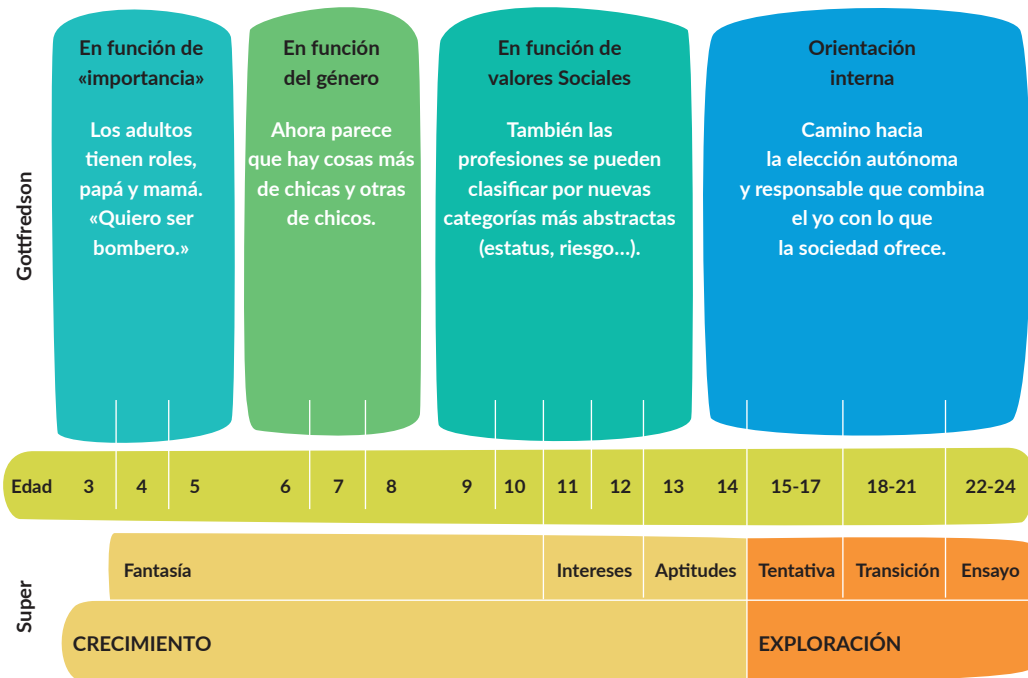 Gottfredson
En función de
«importancia»
Los adultos
tienen roles,
papá y mamá.
«Quiero ser
bombero.»
En función
del género
Ahora parece
que hay cosas más
de chicas y otras
de chicos.
En función de
valores Sociales
También las
profesiones se pueden
clasificar por nuevas
categorías más abstractas
(estatus, riesgo...).
Orientación
interna
Camino hacia
la elección autónoma
y responsable que combina
el yo con lo que
la sociedad ofrece.
Edad 3 4 5 6 7 8 9 10 11 12 13 14 15-17 18-21 22-24
Super
Fantasía Intereses Aptitudes Tentativa Transición Ensayo
CRECIMIENTO EXPLORACIÓN